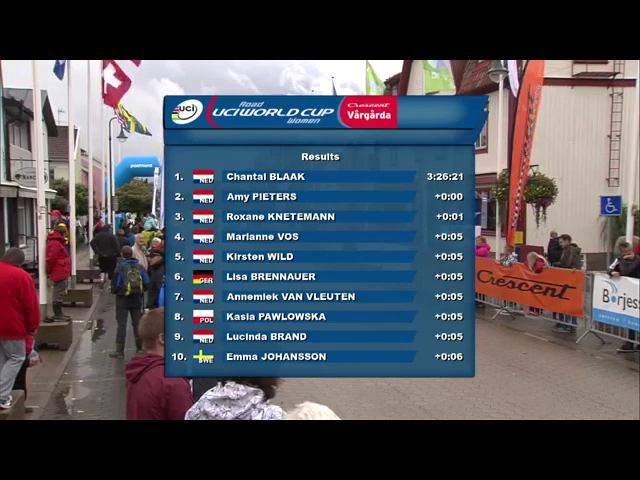 uci
Road
UCI WORLD CUP
Women
Crescent
Vårgårda
Results
1. NED Chantal BLAAK 3:26:21
2. NED Amy PIETERS +0:00
3. NED Roxane KNETEMANN +0:01
4. NED Marianne VOS +0:05
5. NED Kirsten WILD +0:05
6. GER Lisa BRENNAUER +0:05
7. NED Annemiek VAN VLEUTEN +0:05
8. POL Kasia PAWLOWSKA +0:05
9. NED Lucinda BRAND +0:05
10. SWE Emma JOHANSSON +0:06
Crescent
Börjes